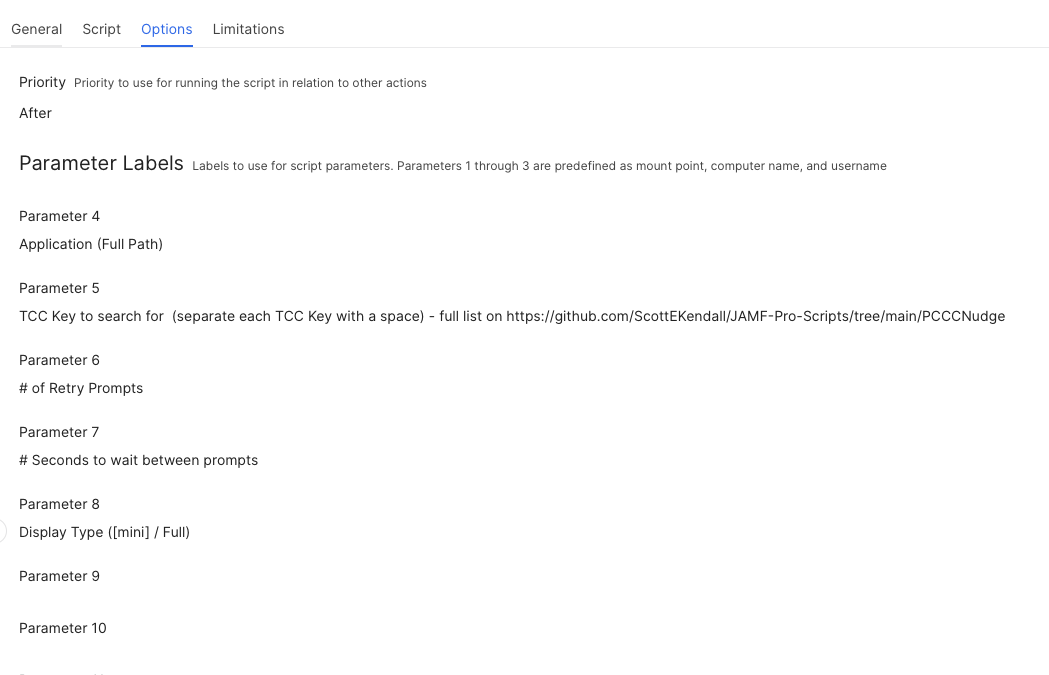 General Script Options Limitations
Priority Priority to use for running the script in relation to other actions
After
Parameter Labels Labels to use for script parameters. Parameters 1 through 3 are predefined as mount point, computer name, and username
Parameter 4
Application (Full Path)
Parameter 5
TCC Key to search for  (separate each TCC Key with a space) - full list on https://github.com/ScottEKendall/JAMF-Pro-Scripts/tree/main/PCCCNudge
Parameter 6
# of Retry Prompts
Parameter 7
# Seconds to wait between prompts
Parameter 8
Display Type ([mini] / Full)
Parameter 9
Parameter 10